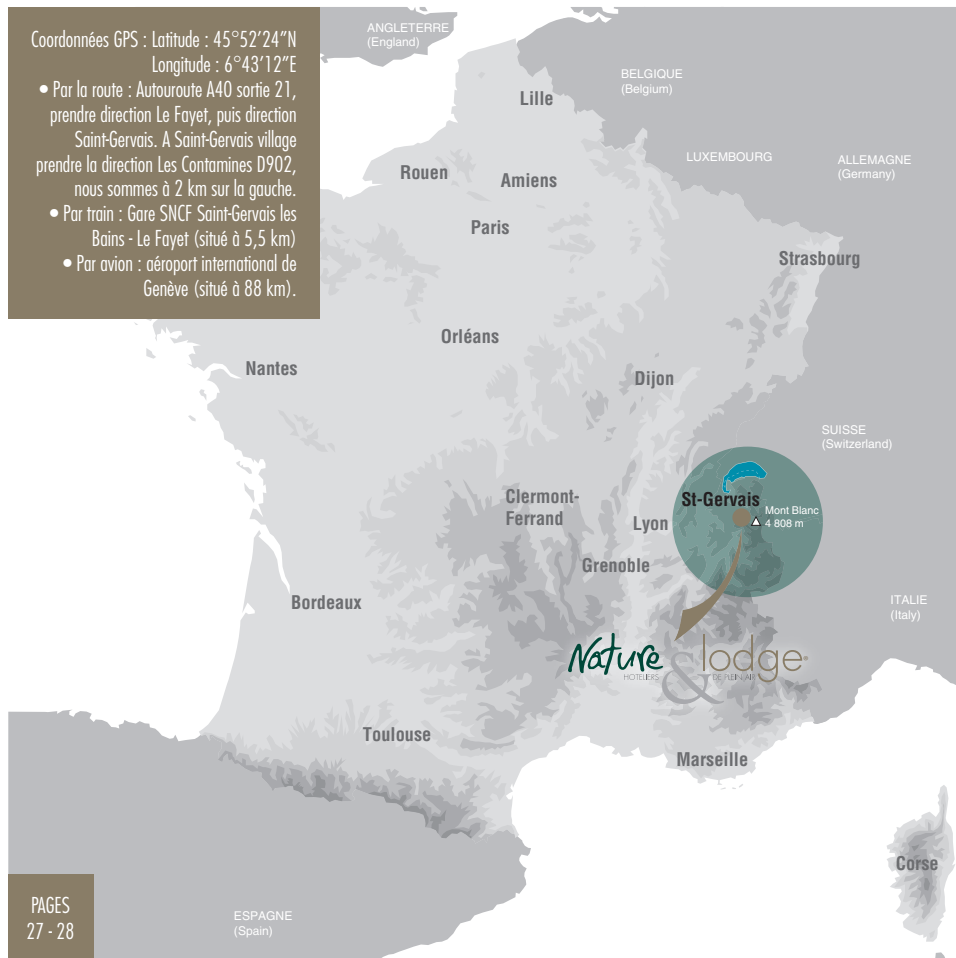 Coordonnées GPS : Latitude : 45°52’24’’N
Longitude : 6°43’12’’E
• Par la route : Autouroute A40 sortie 21,
prendre direction Le Fayet, puis direction
Saint-Gervais. A Saint-Gervais village
prendre la direction Les Contamines D902,
nous sommes à 2 km sur la gauche.
• Par train : Gare SNCF Saint-Gervais les
Bains - Le Fayet (situé à 5,5 km)
• Par avion : aéroport international de
Genève (situé à 88 km).
ANGLETERRE
(England)
BELGIQUE
(Belgium)
Lille
LUXEMBOURG
ALLEMAGNE
(Germany)
Rouen
Amiens
Paris
Strasbourg
Orléans
Nantes
Dijon
SUISSE
(Switzerland)
St-Gervais
Mont Blanc
4 808 m
Clermont-
Ferrand
Lyon
Grenoble
Bordeaux
ITALIE
(Italy)
Nature & lodge
HOTELIERS DE PLEIN AIR
Toulouse
Marseille
Corse
ESPAGNE
(Spain)
PAGES
27 - 28